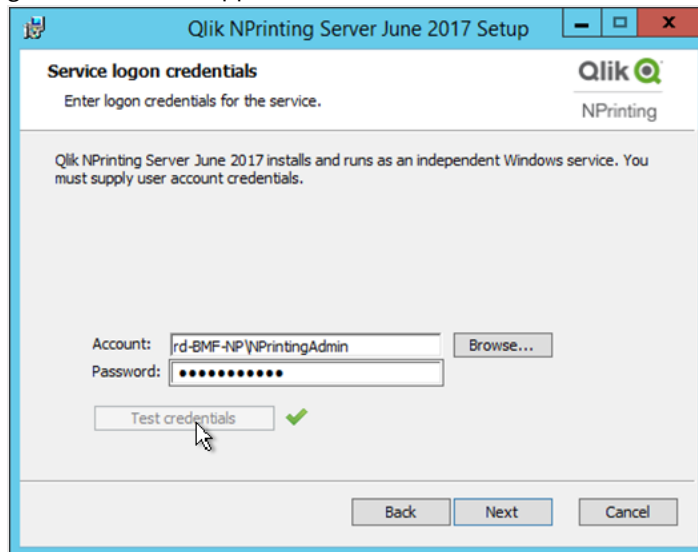 Qlik NPrinting Server June 2017 Setup
Service logon credentials
Enter logon credentials for the service.
Qlik
NPrinting
Qlik NPrinting Server June 2017 installs and runs as an independent Windows service. You
must supply user account credentials.
Account: rd-BMF-NP\NPrintingAdmin Browse...
Password: ●●●●●●●●●●●
Test credentials
Back Next Cancel